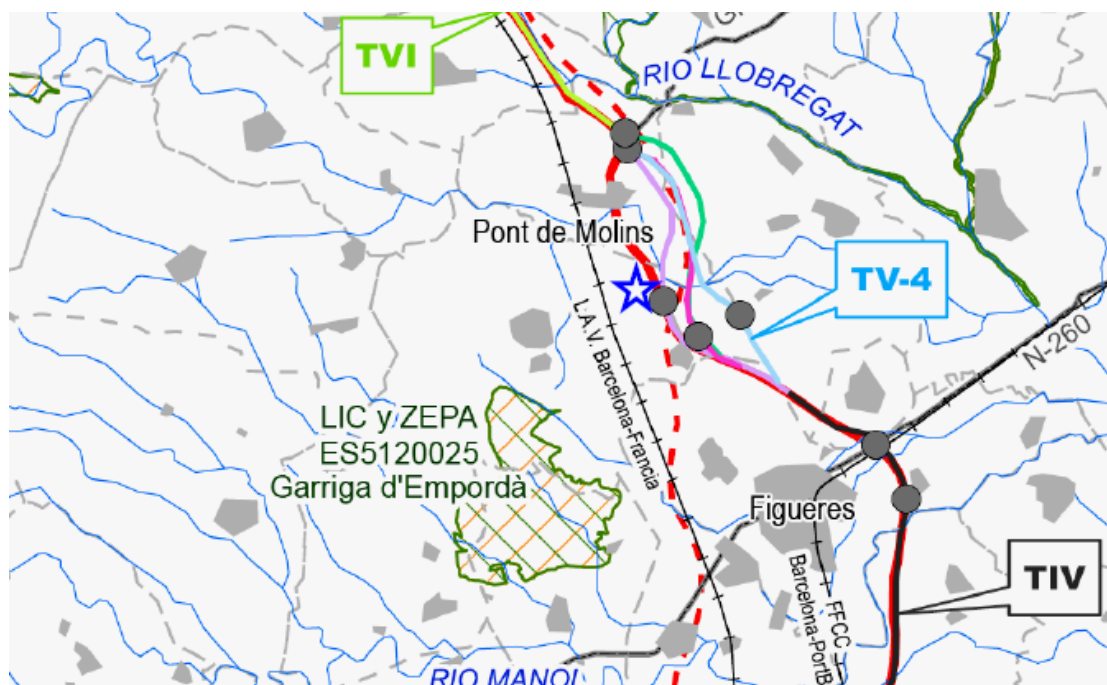 TVI
RIO LLOBREGAT
Pont de Molins
TV-4
L.A.V. Barcelona-Francia
N-260
LIC y ZEPA
ES5120025
Garriga d'Empordà
Figueres
TIV
FFCC
Barcelona-PortB
RIO MANOL